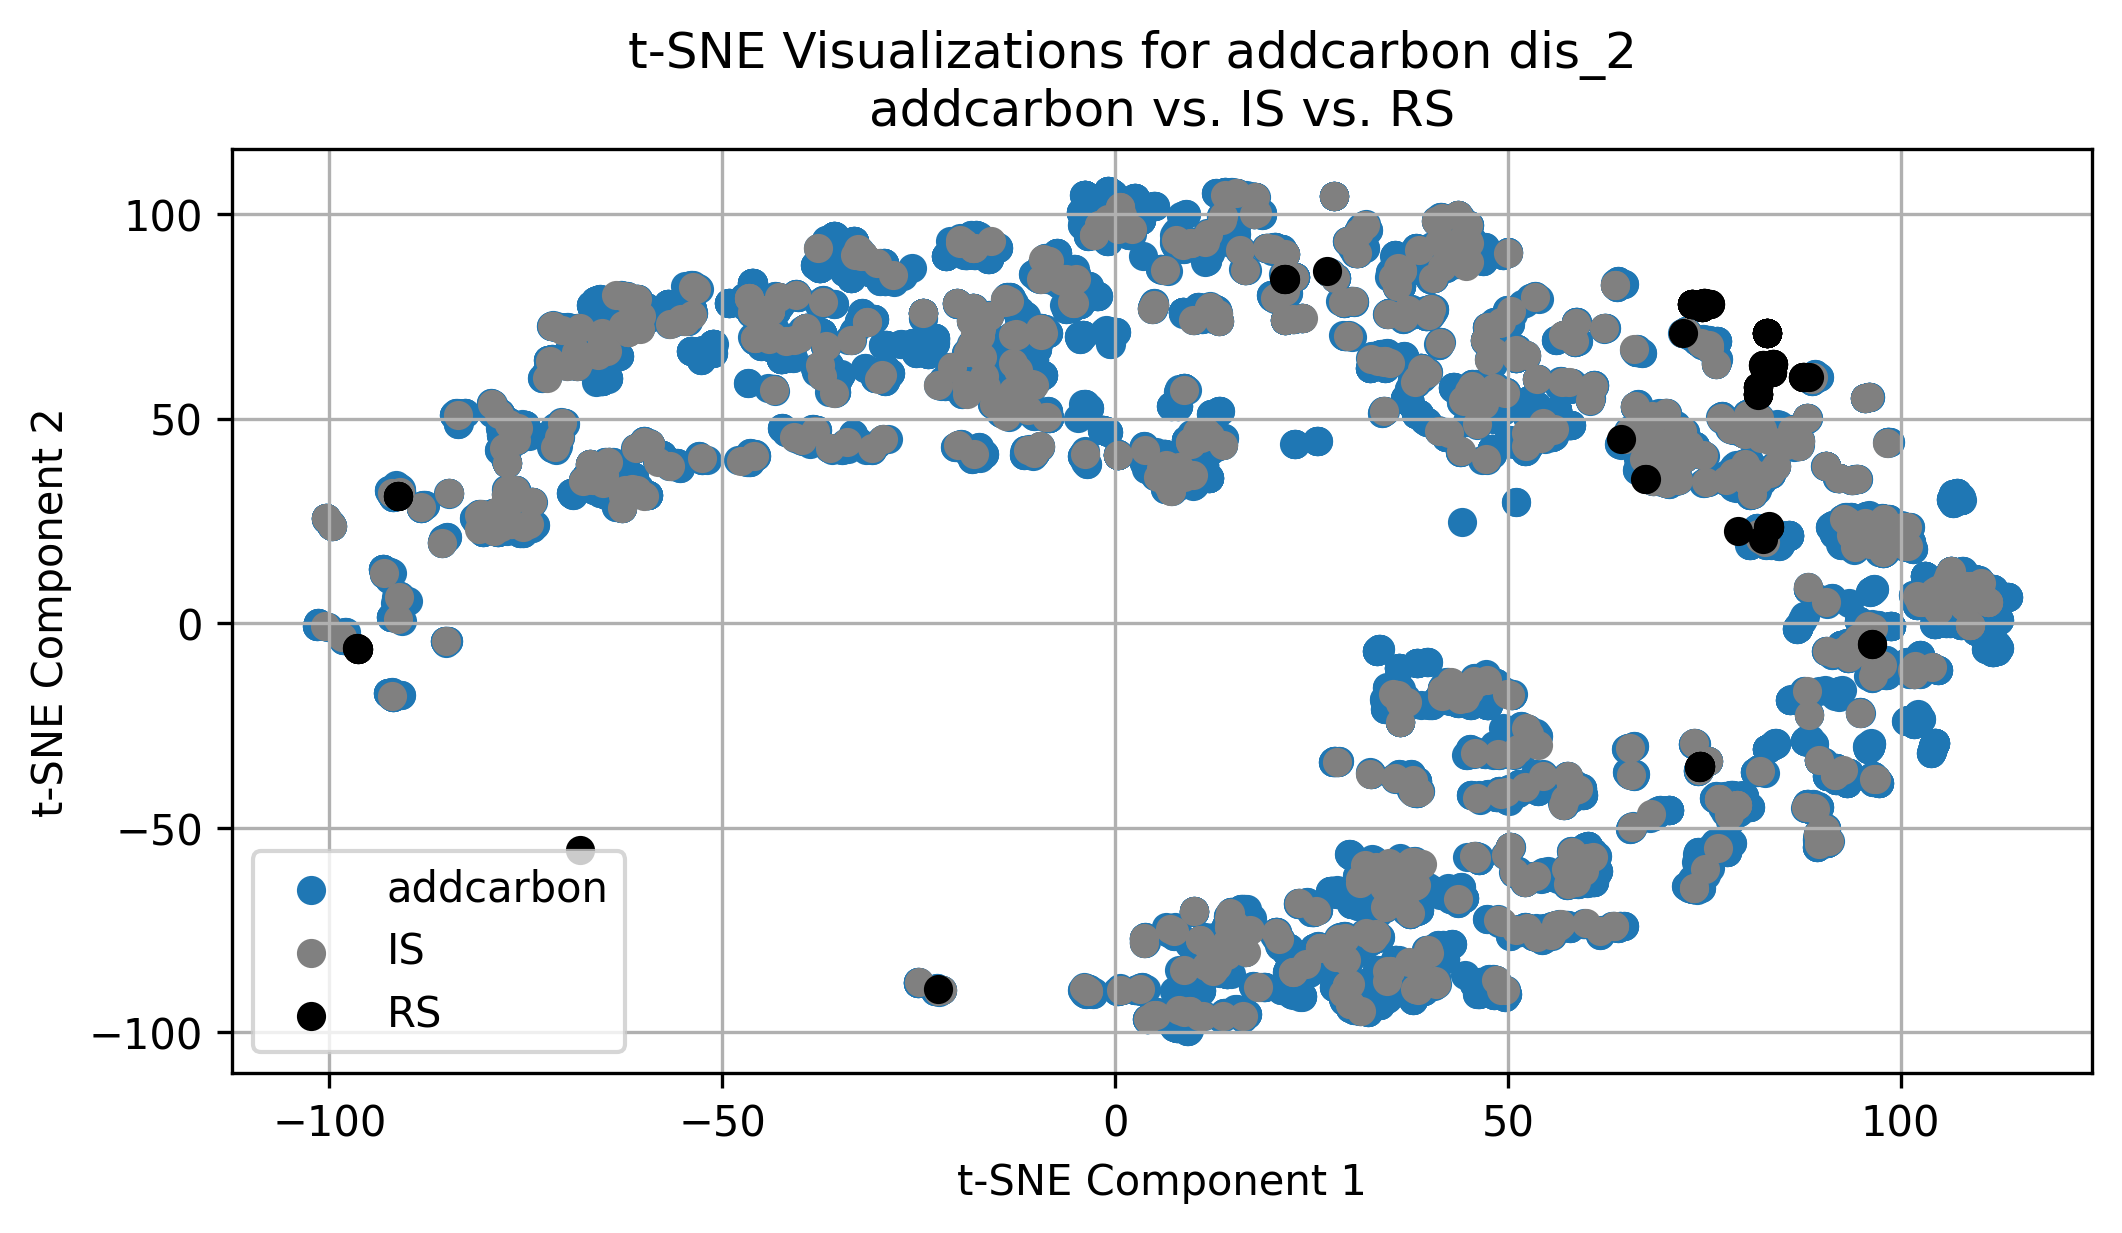 t-SNE Visualizations for addcarbon dis_2
addcarbon vs. IS vs. RS
t-SNE Component 2
100
50
0
−50
−100
addcarbon
IS
RS
−100
−50
0
50
100
t-SNE Component 1